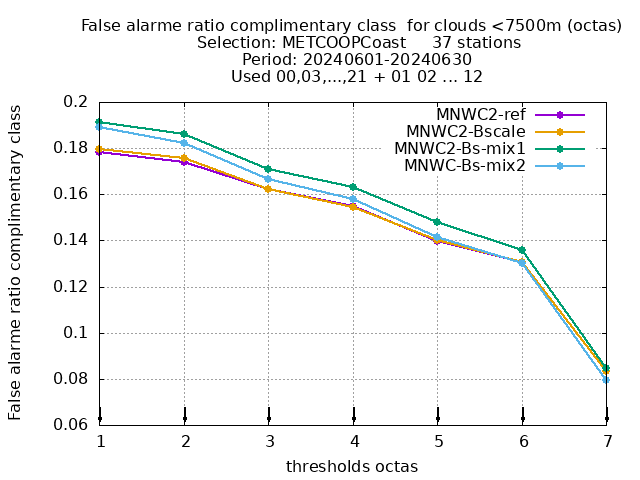 False alarme ratio complimentary class  for clouds <7500m (octas)
Selection: METCOOPCoast     37 stations
Period: 20240601-20240630
Used 00,03,...,21 + 01 02 ... 12
MNWC2-ref
MNWC2-Bscale
MNWC2-Bs-mix1
MNWC-Bs-mix2
False alarme ratio complimentary class
0.2
0.18
0.16
0.14
0.12
0.1
0.08
0.06
1 2 3 4 5 6 7
thresholds octas